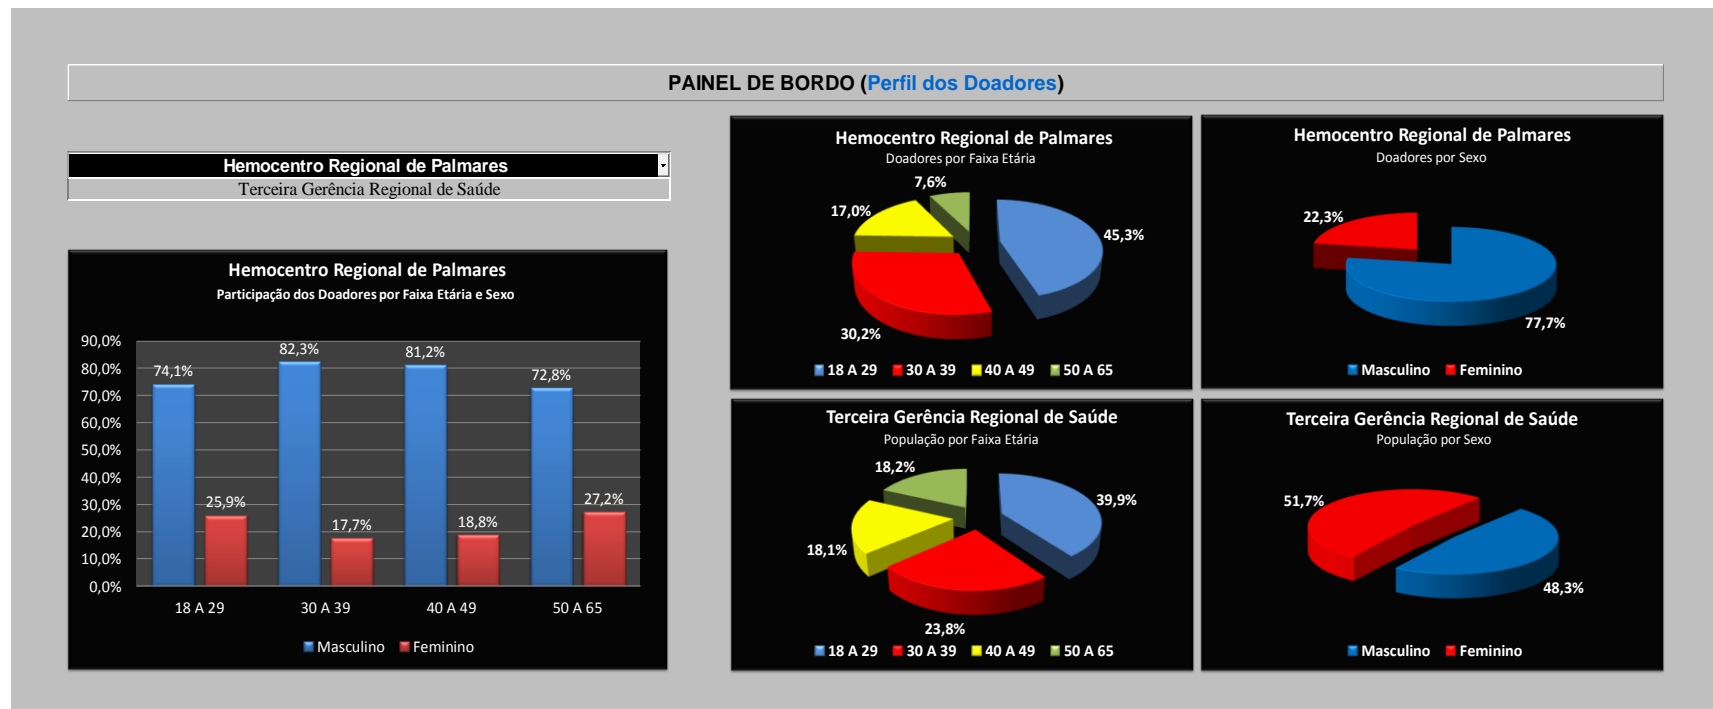 PAINEL DE BORDO (Perfil dos Doadores)
Hemocentro Regional de Palmares
Terceira Gerência Regional de Saúde
Hemocentro Regional de Palmares
Participação dos Doadores por Faixa Etária e Sexo
90,0%
80,0%
70,0%
60,0%
50,0%
40,0%
30,0%
20,0%
10,0%
0,0%
74,1%
25,9%
82,3%
17,7%
81,2%
18,8%
72,8%
27,2%
18 A 29 30 A 39 40 A 49 50 A 65
Masculino Feminino
Hemocentro Regional de Palmares
Doadores por Faixa Etária
7,6%
17,0%
45,3%
30,2%
18 A 29 30 A 39 40 A 49 50 A 65
Hemocentro Regional de Palmares
Doadores por Sexo
22,3%
77,7%
Masculino Feminino
Terceira Gerência Regional de Saúde
População por Faixa Etária
18,2%
39,9%
18,1%
23,8%
18 A 29 30 A 39 40 A 49 50 A 65
Terceira Gerência Regional de Saúde
População por Sexo
51,7%
48,3%
Masculino Feminino